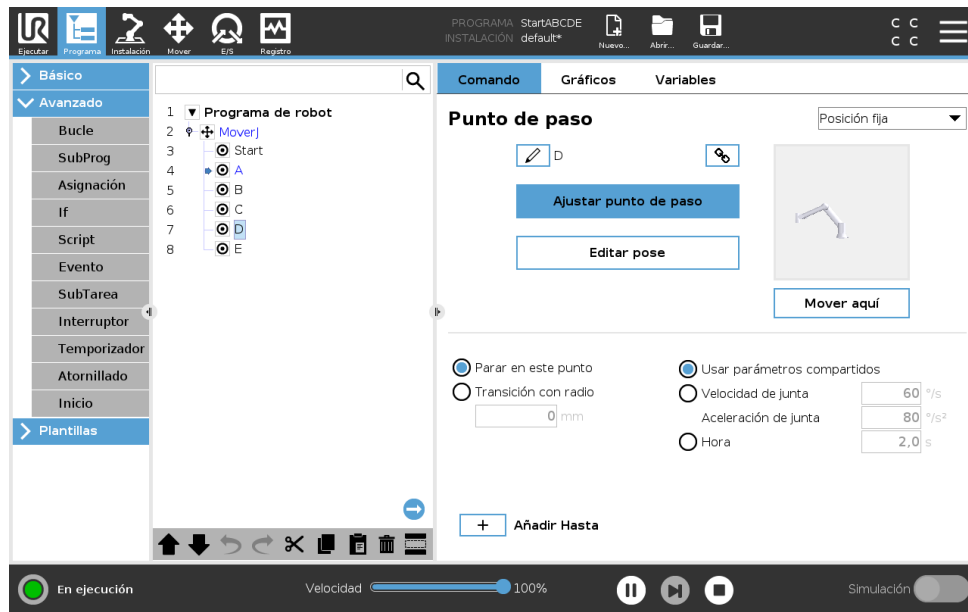 PROGRAMA StartABCDE
INSTALACIÓN default*
UR
Ejecutar Programa Instalación Mover E/S Registro
Nuevo... Abrir... Guardar...
C C
C C
Básico
Avanzado
Bucle
SubProg
Asignación
If
Script
Evento
SubTarea
Interruptor
Temporizador
Atornillado
Inicio
Plantillas
1 Programa de robot
2 MoverJ
3 Start
4 A
5 B
6 C
7 D
8 E
Comando Gráficos Variables
Punto de paso
Posición fija
D
Ajustar punto de paso
Editar pose
Mover aquí
Parar en este punto
Transición con radio
0 mm
Usar parámetros compartidos
Velocidad de junta 60 °/s
Aceleración de junta 80 °/s²
Hora 2,0 s
+ Añadir Hasta
En ejecución
Velocidad 100%
Simulación